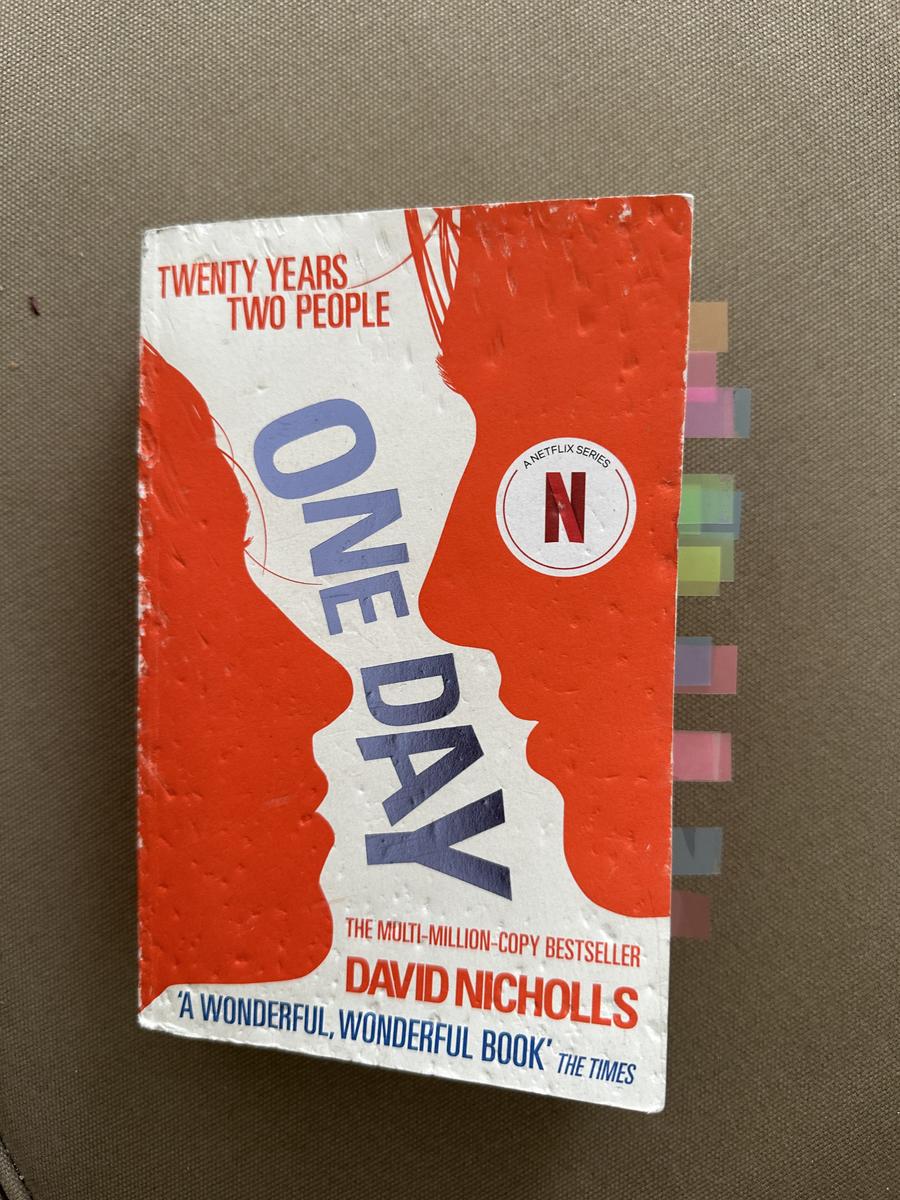 TWENTY YEARS
TWO PEOPLE
ONE DAY
A NETFLIX SERIES
N
THE MULTI-MILLION-COPY BESTSELLER
DAVID NICHOLLS
'A WONDERFUL, WONDERFUL BOOK' THE TIMES